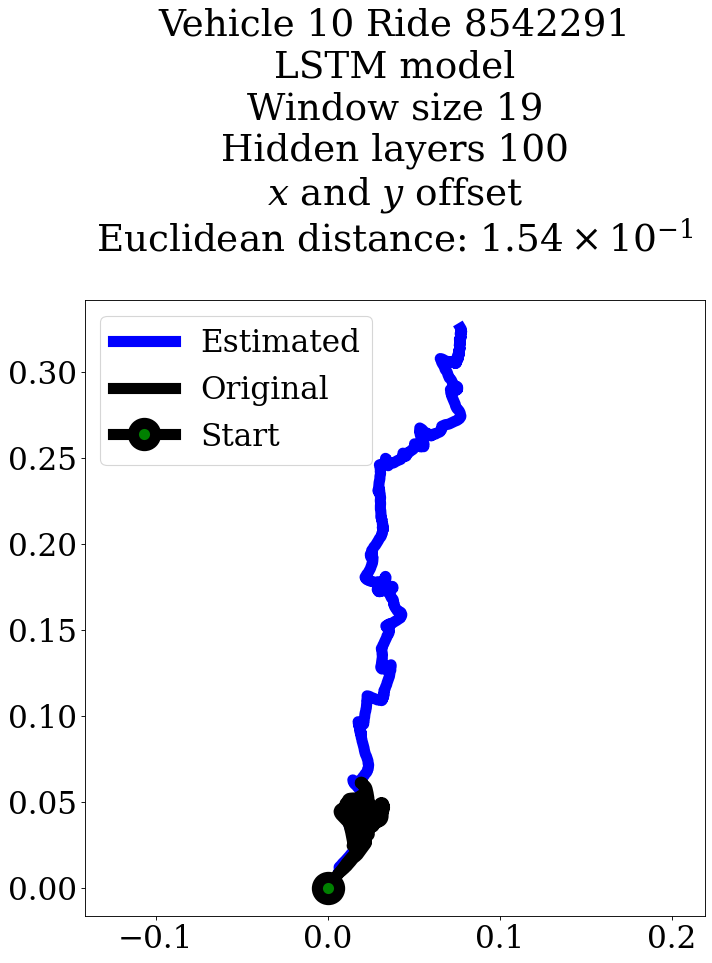 Vehicle 10 Ride 8542291
LSTM model
Window size 19
Hidden layers 100
x and y offset
Euclidean distance: 1.54 × 10⁻¹
Estimated
Original
Start
0.30
0.25
0.20
0.15
0.10
0.05
0.00
−0.1
0.0
0.1
0.2